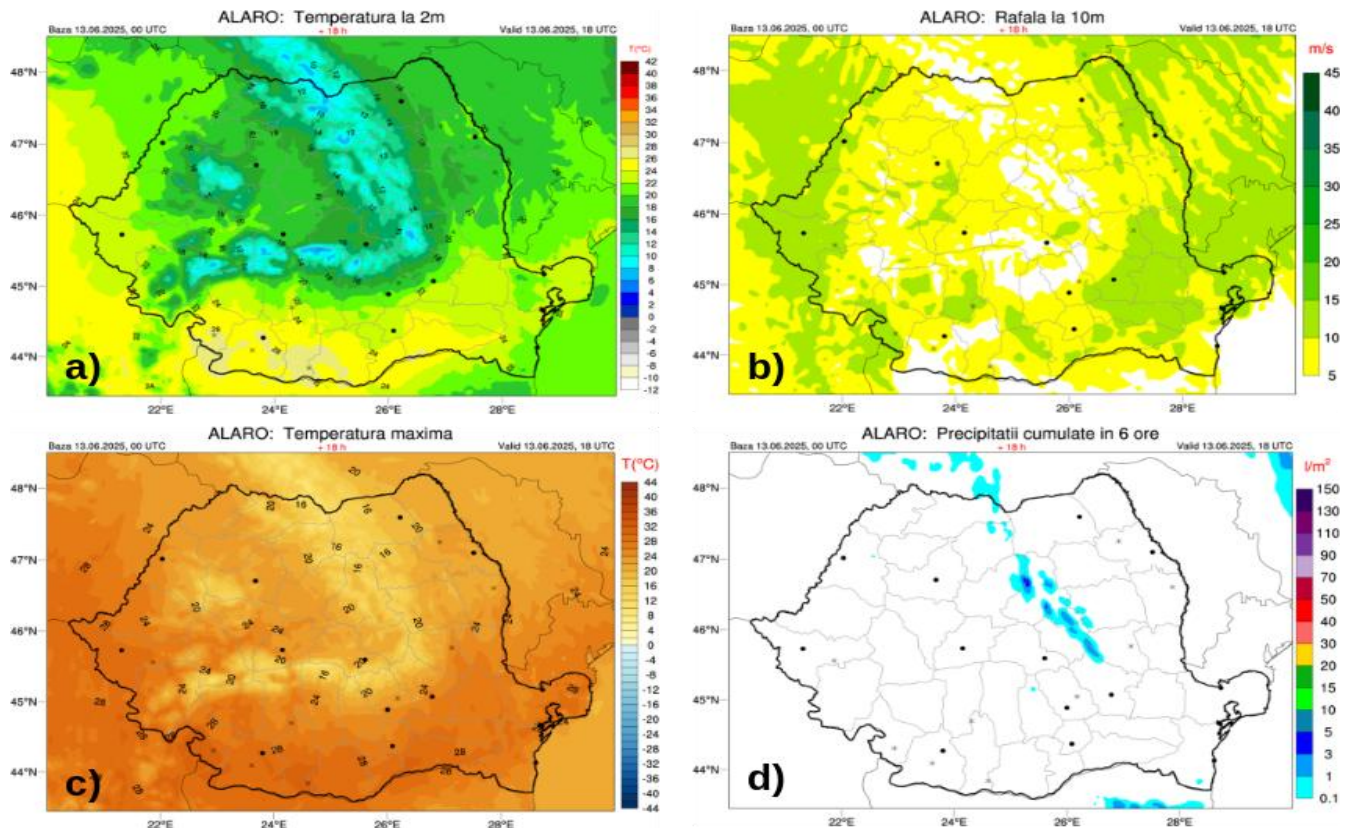 ALARO: Temperatura la 2m
Baza 13.06.2025, 00 UTC
+ 18 h
Valid 13.06.2025, 18 UTC
T(°C)
48°N
47°N
46°N
45°N
44°N
22°E
24°E
26°E
28°E
42
40
38
36
34
32
30
28
26
24
22
20
18
16
14
12
10
8
6
4
2
0
-2
-4
-6
-8
-10
-12
a)
ALARO: Rafala la 10m
Baza 13.06.2025, 00 UTC
+ 18 h
Valid 13.06.2025, 18 UTC
m/s
48°N
47°N
46°N
45°N
44°N
22°E
24°E
26°E
28°E
45
40
35
30
25
20
15
10
5
b)
ALARO: Temperatura maxima
Baza 13.06.2025, 00 UTC
+ 18 h
Valid 13.06.2025, 18 UTC
T(°C)
48°N
47°N
46°N
45°N
44°N
22°E
24°E
26°E
28°E
44
40
36
32
28
24
20
16
12
8
4
0
-4
-8
-12
-16
-20
-24
-28
-32
-36
-40
-44
c)
ALARO: Precipitatii cumulate in 6 ore
Baza 13.06.2025, 00 UTC
+ 18 h
Valid 13.06.2025, 18 UTC
l/m²
48°N
47°N
46°N
45°N
44°N
22°E
24°E
26°E
28°E
150
130
110
90
70
50
40
30
20
15
10
5
3
1
0.1
d)